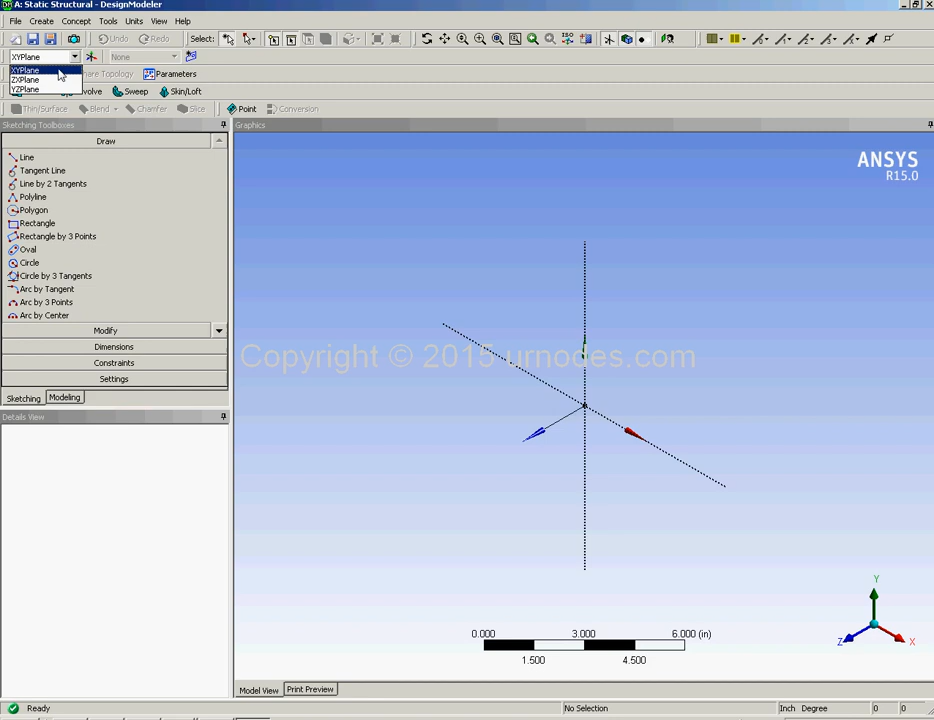 A: Static Structural - DesignModeler
File Create Concept Tools Units View Help
Undo Redo Select:
XYPlane None
XYPlane
ZXPlane
YZPlane
Share Topology Parameters
Sweep Skin/Loft
Thin/Surface Blend Chamfer Slice Point Conversion
Sketching Toolboxes
Draw
Line
Tangent Line
Line by 2 Tangents
Polyline
Polygon
Rectangle
Rectangle by 3 Points
Oval
Circle
Circle by 3 Tangents
Arc by Tangent
Arc by 3 Points
Arc by Center
Modify
Dimensions
Constraints
Settings
Sketching Modeling
Details View
Graphics
ANSYS
R15.0
Copyright © 2015 urnodes.com
0.000 3.000 6.000 (in)
1.500 4.500
Y
Z X
Model View Print Preview
Ready No Selection Inch Degree 0 0